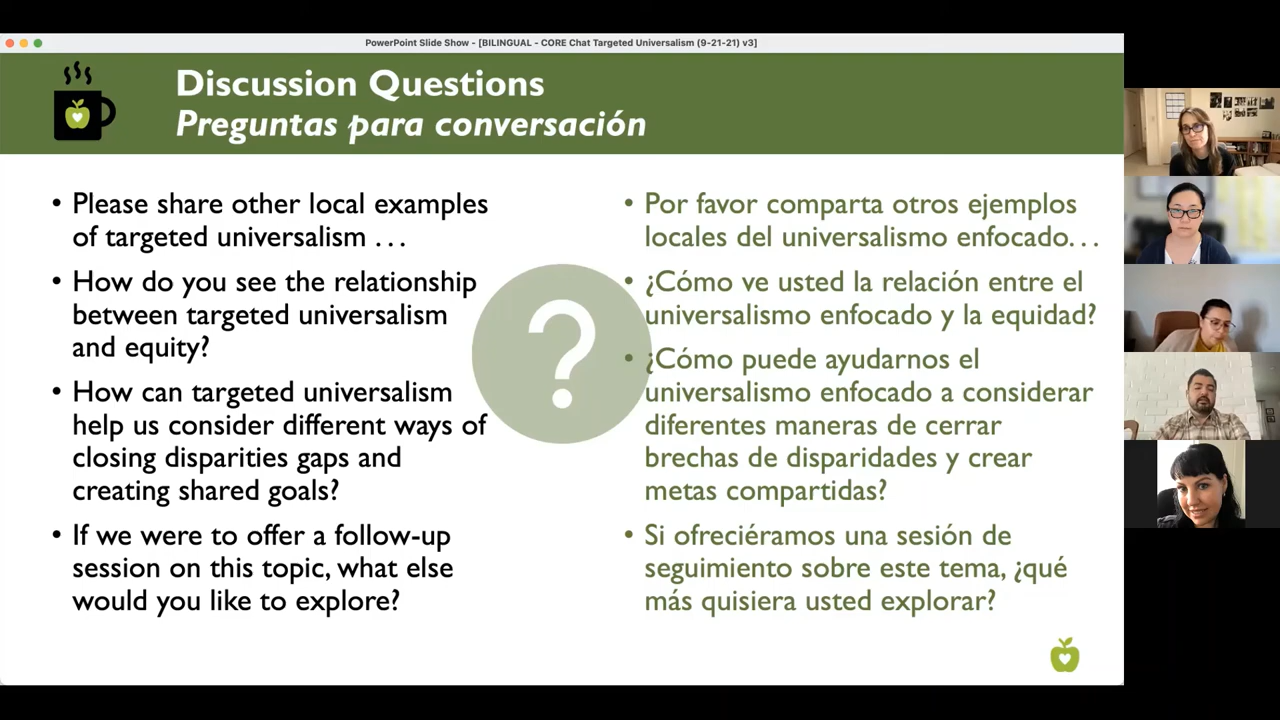 PowerPoint Slide Show - [BILINGUAL - CORE Chat Targeted Universalism (9-21-21) v3]
Discussion Questions
Preguntas para conversación
• Please share other local examples
of targeted universalism . . .
• How do you see the relationship
between targeted universalism
and equity?
• How can targeted universalism
help us consider different ways of
closing disparities gaps and
creating shared goals?
• If we were to offer a follow-up
session on this topic, what else
would you like to explore?
?
• Por favor comparta otros ejemplos
locales del universalismo enfocado. . .
• ¿Cómo ve usted la relación entre el
universalismo enfocado y la equidad?
• ¿Cómo puede ayudarnos el
universalismo enfocado a considerar
diferentes maneras de cerrar
brechas de disparidades y crear
metas compartidas?
• Si ofreciéramos una sesión de
seguimiento sobre este tema, ¿qué
más quisiera usted explorar?